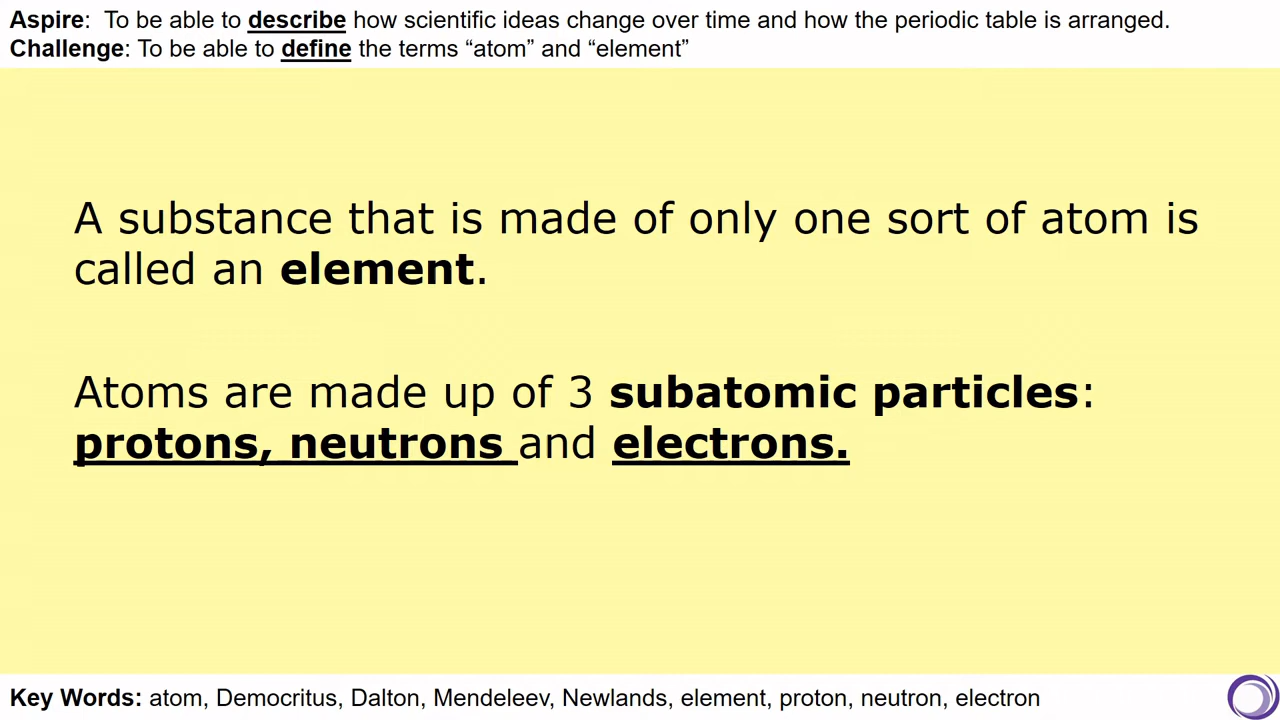 Aspire:  To be able to describe how scientific ideas change over time and how the periodic table is arranged.
Challenge: To be able to define the terms “atom” and “element”
A substance that is made of only one sort of atom is
called an element.
Atoms are made up of 3 subatomic particles:
protons, neutrons and electrons.
Key Words: atom, Democritus, Dalton, Mendeleev, Newlands, element, proton, neutron, electron